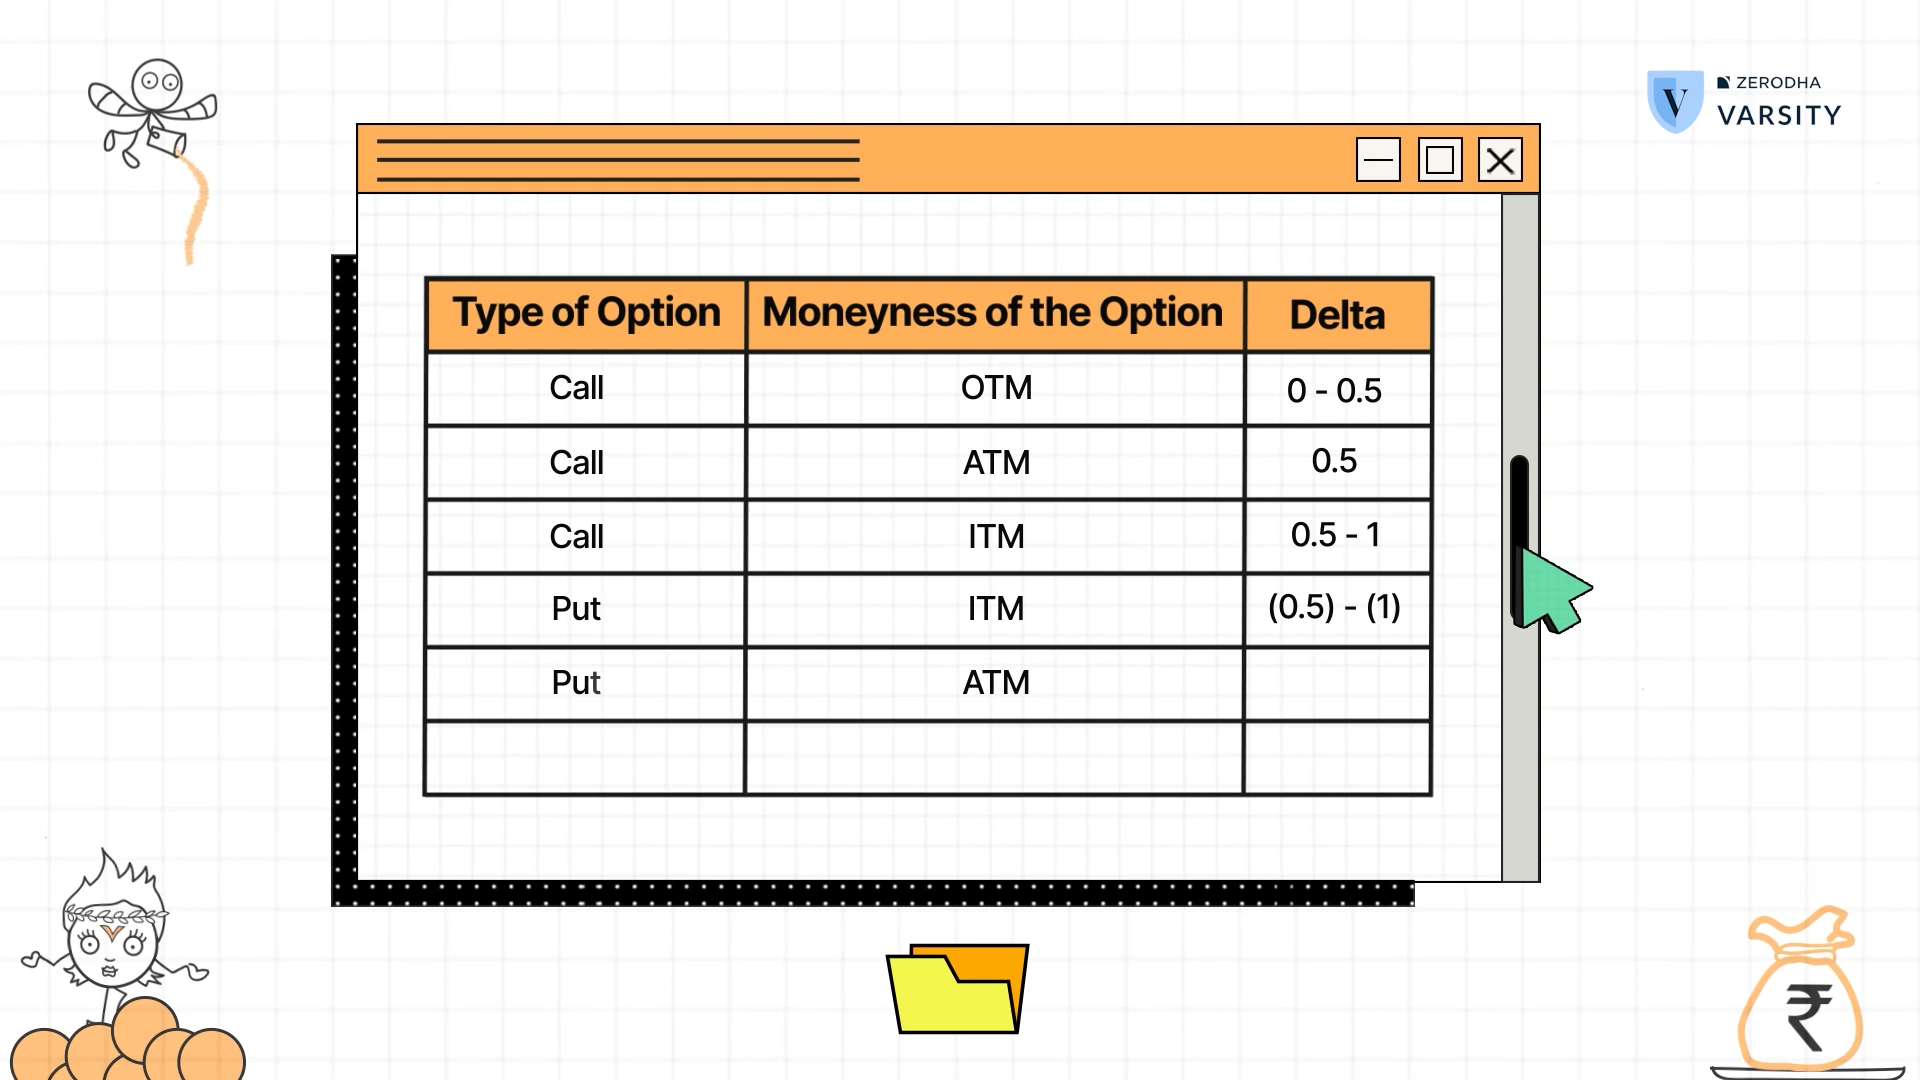 ZERODHA
VARSITY
Type of Option Moneyness of the Option Delta
Call OTM 0 - 0.5
Call ATM 0.5
Call ITM 0.5 - 1
Put ITM (0.5) - (1)
Put ATM
V
₹